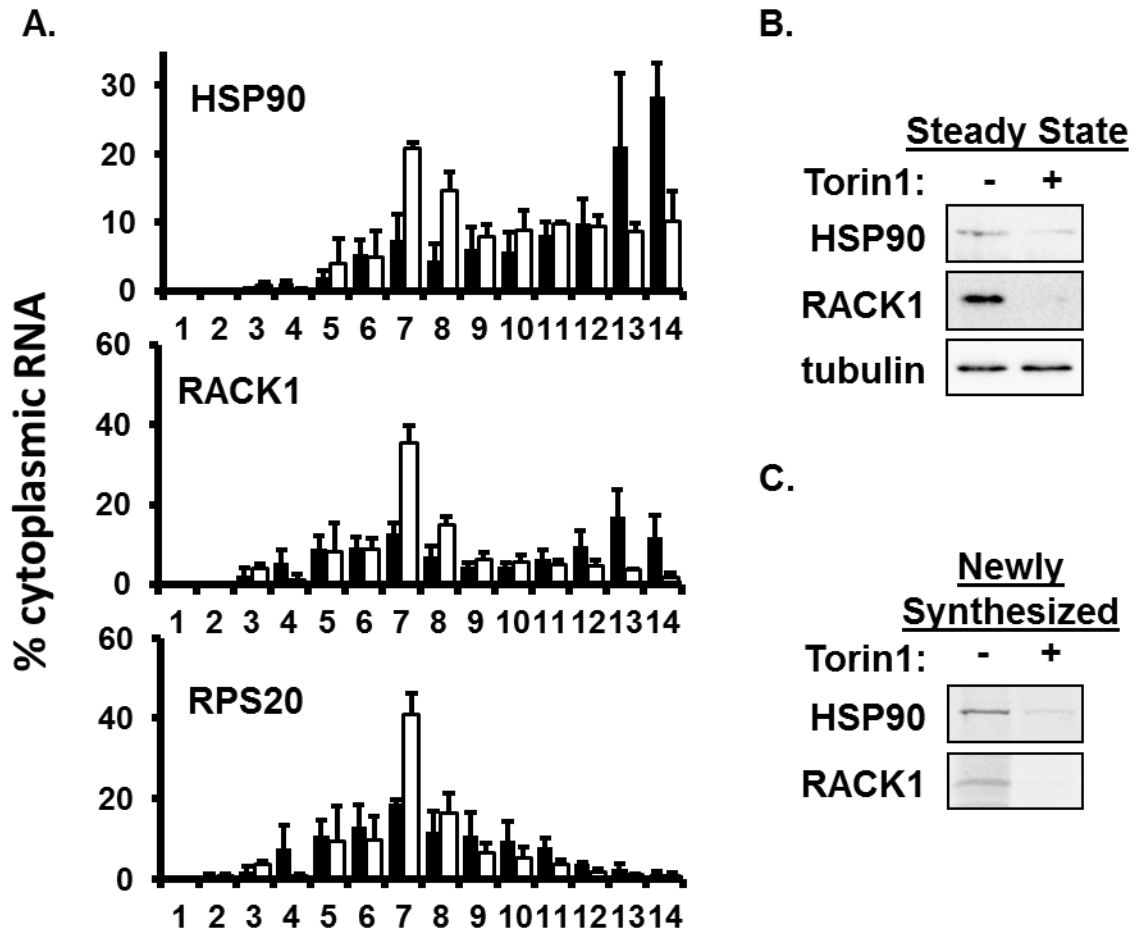 A.
% cytoplasmic RNA
30
20
10
0
HSP90
1 2 3 4 5 6 7 8 9 10 11 12 13 14
60
40
20
0
RACK1
1 2 3 4 5 6 7 8 9 10 11 12 13 14
60
40
20
0
RPS20
1 2 3 4 5 6 7 8 9 10 11 12 13 14
B.
Steady State
Torin1: - +
HSP90
RACK1
tubulin
C.
Newly
Synthesized
Torin1: - +
HSP90
RACK1